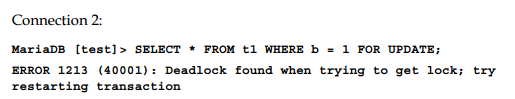 Connection 2:
MariaDB [test]> SELECT * FROM t1 WHERE b = 1 FOR UPDATE;
ERROR 1213 (40001): Deadlock found when trying to get lock; try
restarting transaction